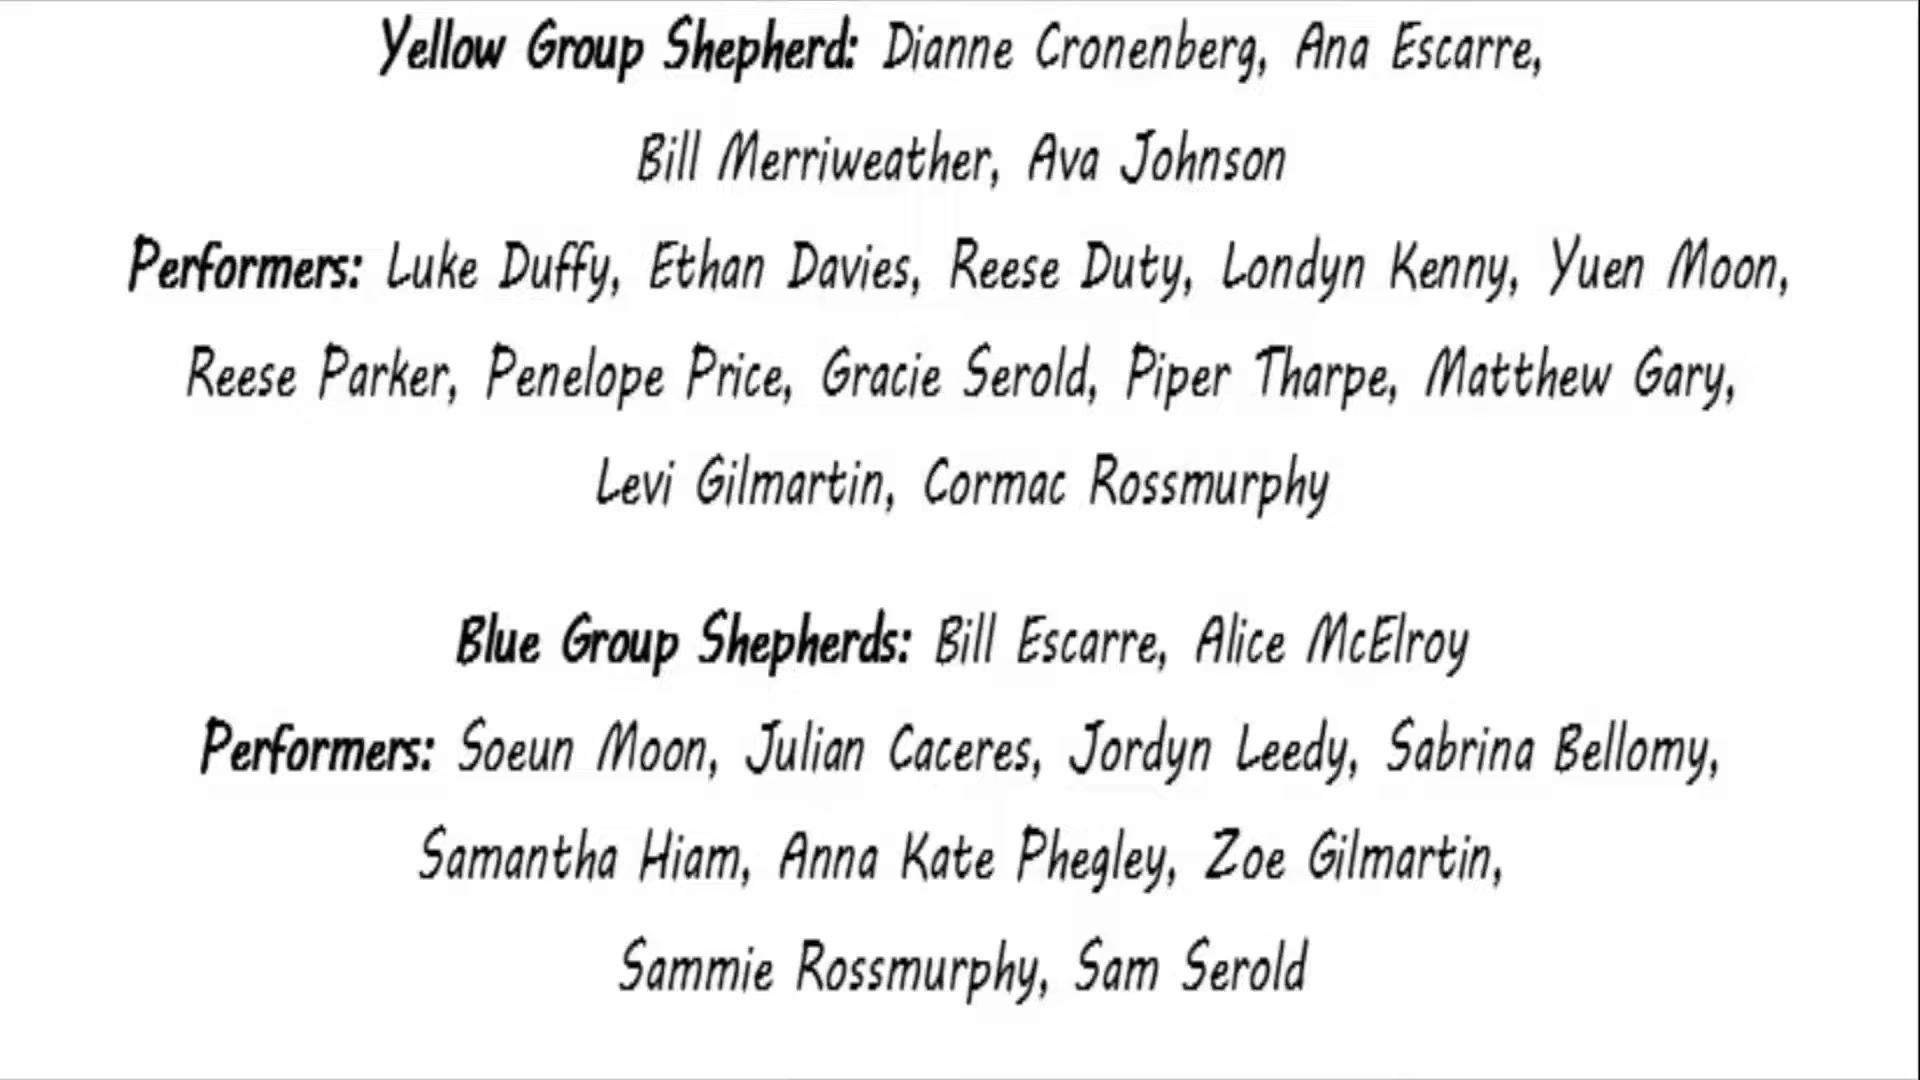 Yellow Group Shepherd: Dianne Cronenberg, Ana Escarre,
Bill Merriweather, Ava Johnson
Performers: Luke Duffy, Ethan Davies, Reese Duty, Londyn Kenny, Yuen Moon,
Reese Parker, Penelope Price, Gracie Serold, Piper Tharpe, Matthew Gary,
Levi Gilmartin, Cormac Rossmurphy
Blue Group Shepherds: Bill Escarre, Alice McElroy
Performers: Soeun Moon, Julian Caceres, Jordyn Leedy, Sabrina Bellomy,
Samantha Hiam, Anna Kate Phegley, Zoe Gilmartin,
Sammie Rossmurphy, Sam Serold